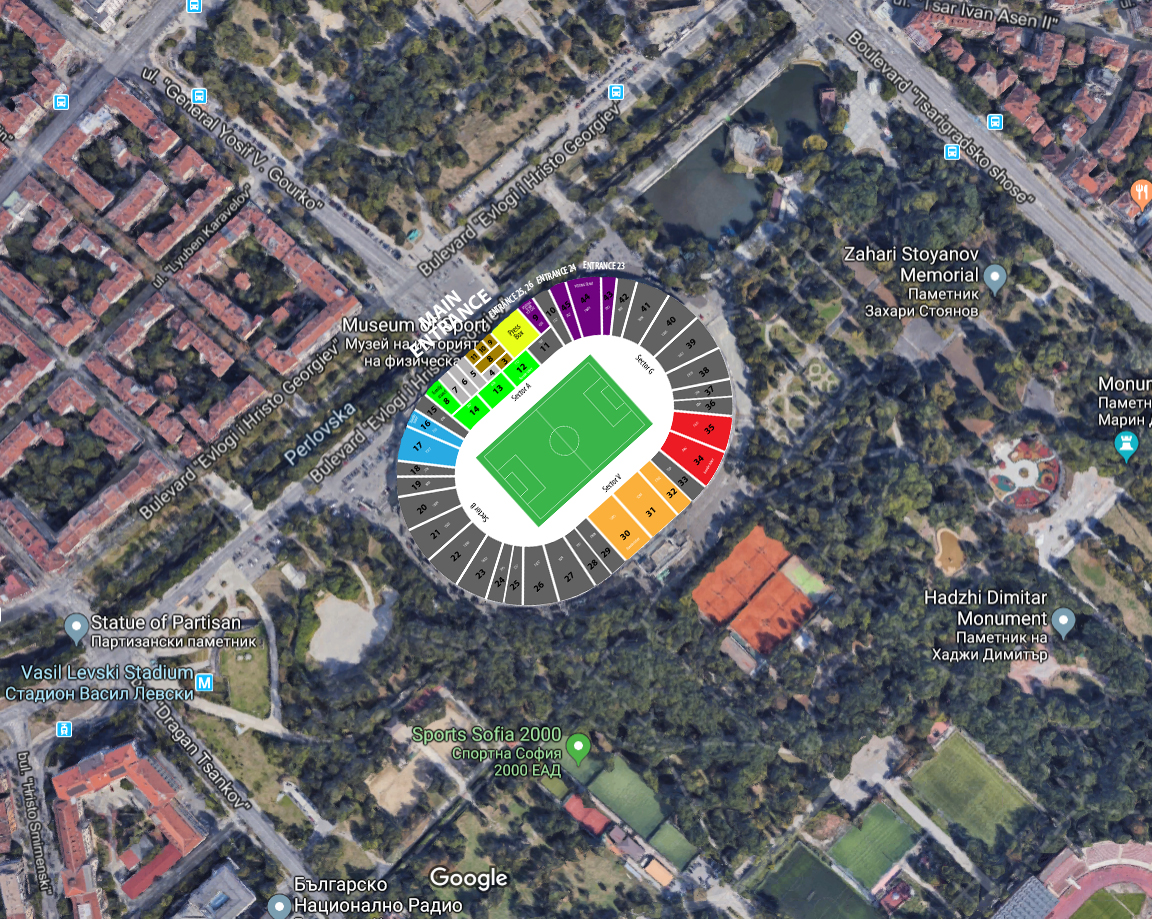 ul. "Tsar Ivan Asen II"
Boulevard "Tsarigradsko shose"
ul. "General Yosif V. Gourko"
ul. "Lyuben Karavelov"
Bulevard "Evlogi i Hristo Georgiev"
Zahari Stoyanov
Memorial
Паметник
Захари Стоянов
ENTRANCE 25, 26
ENTRANCE 24
ENTRANCE 23
MAIN
ENTRANCE
Museum of Sport
Музей на историята
на физическа
Bulevard "Evlogi i Hristo Georgiev"
Perlovska
Bulevard "Evlogi i Hris
Monum
Паметн
Марин Д
Press
Box
9
10
11
43
44
45
42
41
40
39
38
37
36
35
34
33
32
31
30
29
28
27
26
25
24
23
22
21
20
19
18
17
16
15
14
13
12
8
7
6
5
4
3
Sector A
Sector G
Sector V
Sector B
Statue of Partisan
Партизански паметник
Vasil Levski Stadium
Стадион Васил Левски
M
"Dragan Tsankov"
bul. "Hristo Smirnenski"
Hadzhi Dimitar
Monument
Паметник на
Хаджи Димитър
Sports Sofia 2000
Спортна София
2000 ЕАД
Google
Българско
Национално Радио